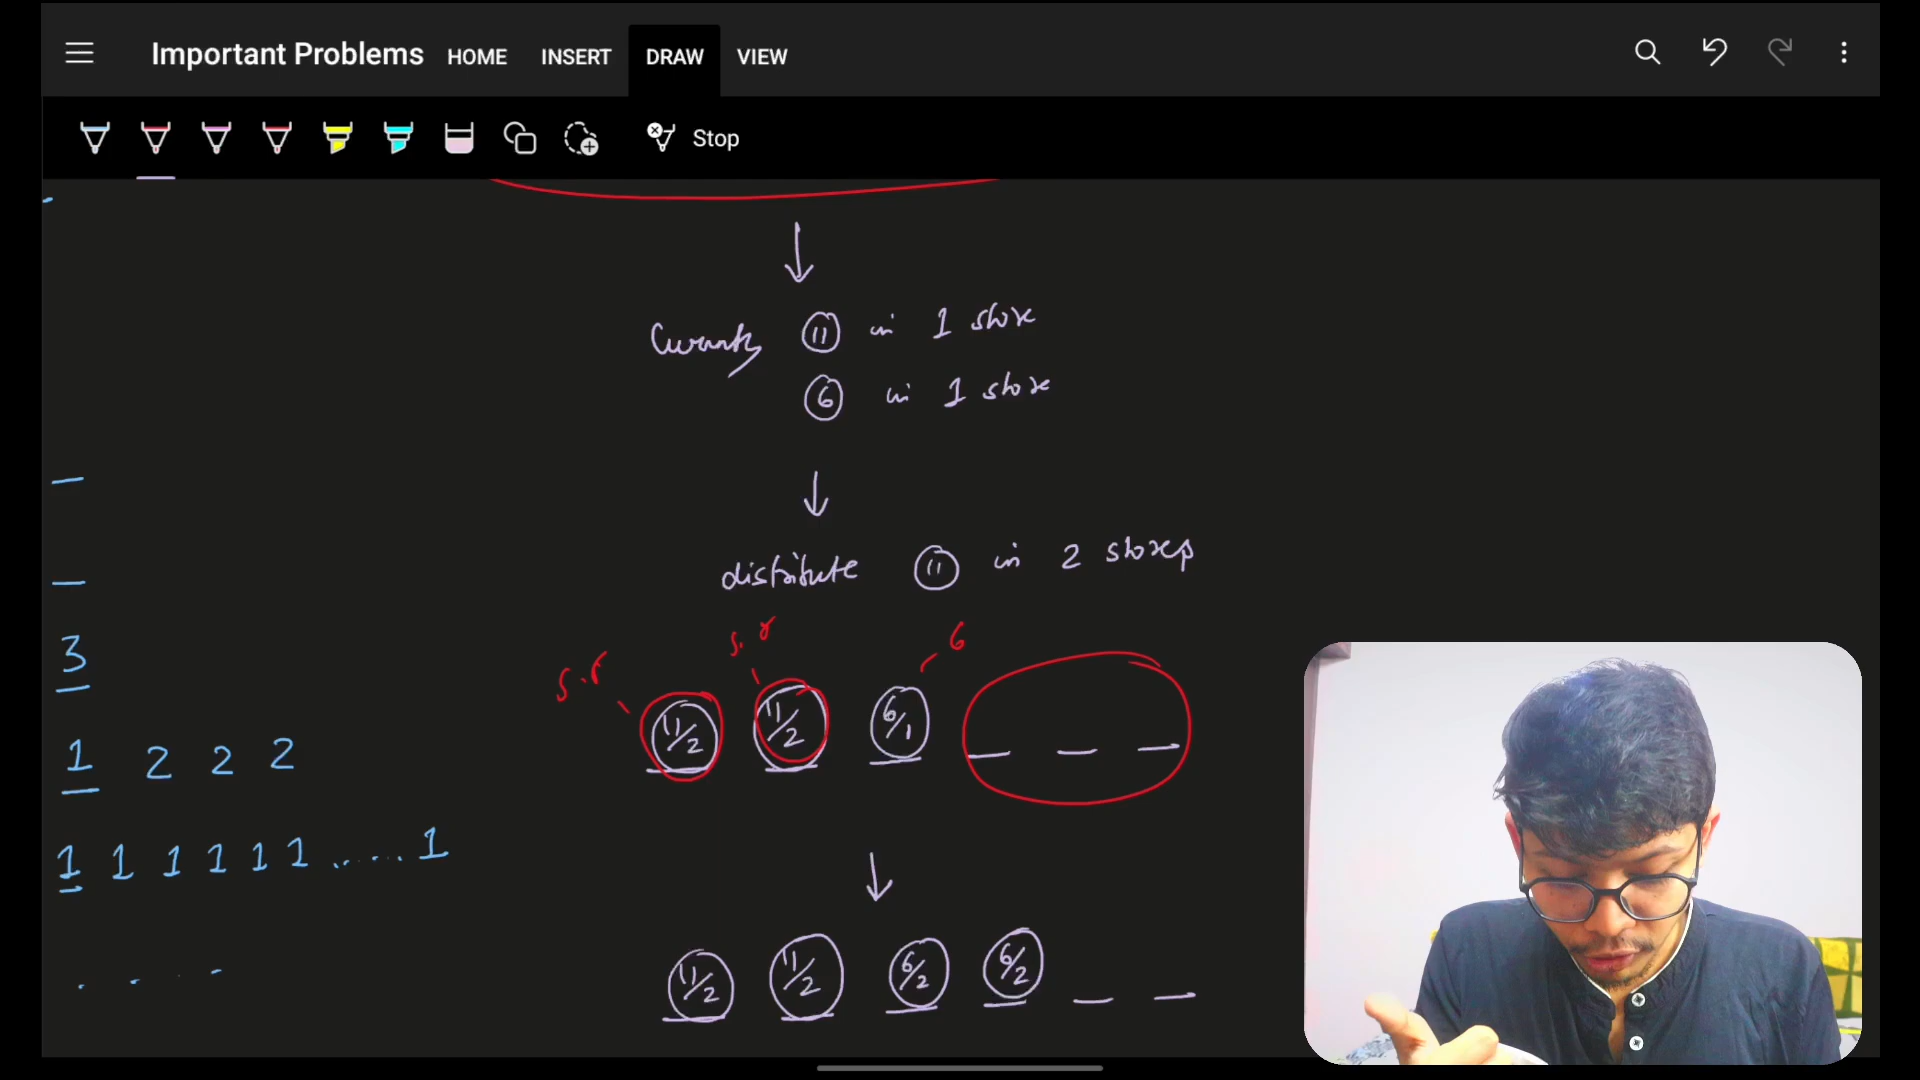 Important Problems HOME INSERT DRAW VIEW
Stop
11 in 1 store
6 in 1 store
distribute 11 in 2 stores
5.5 5.5 6
11/2 11/2 6/1 _ _ _
11/2 11/2 6/2 6/2 _ _
3
1 2 2 2
1 1 1 1 1 1 ...... 1